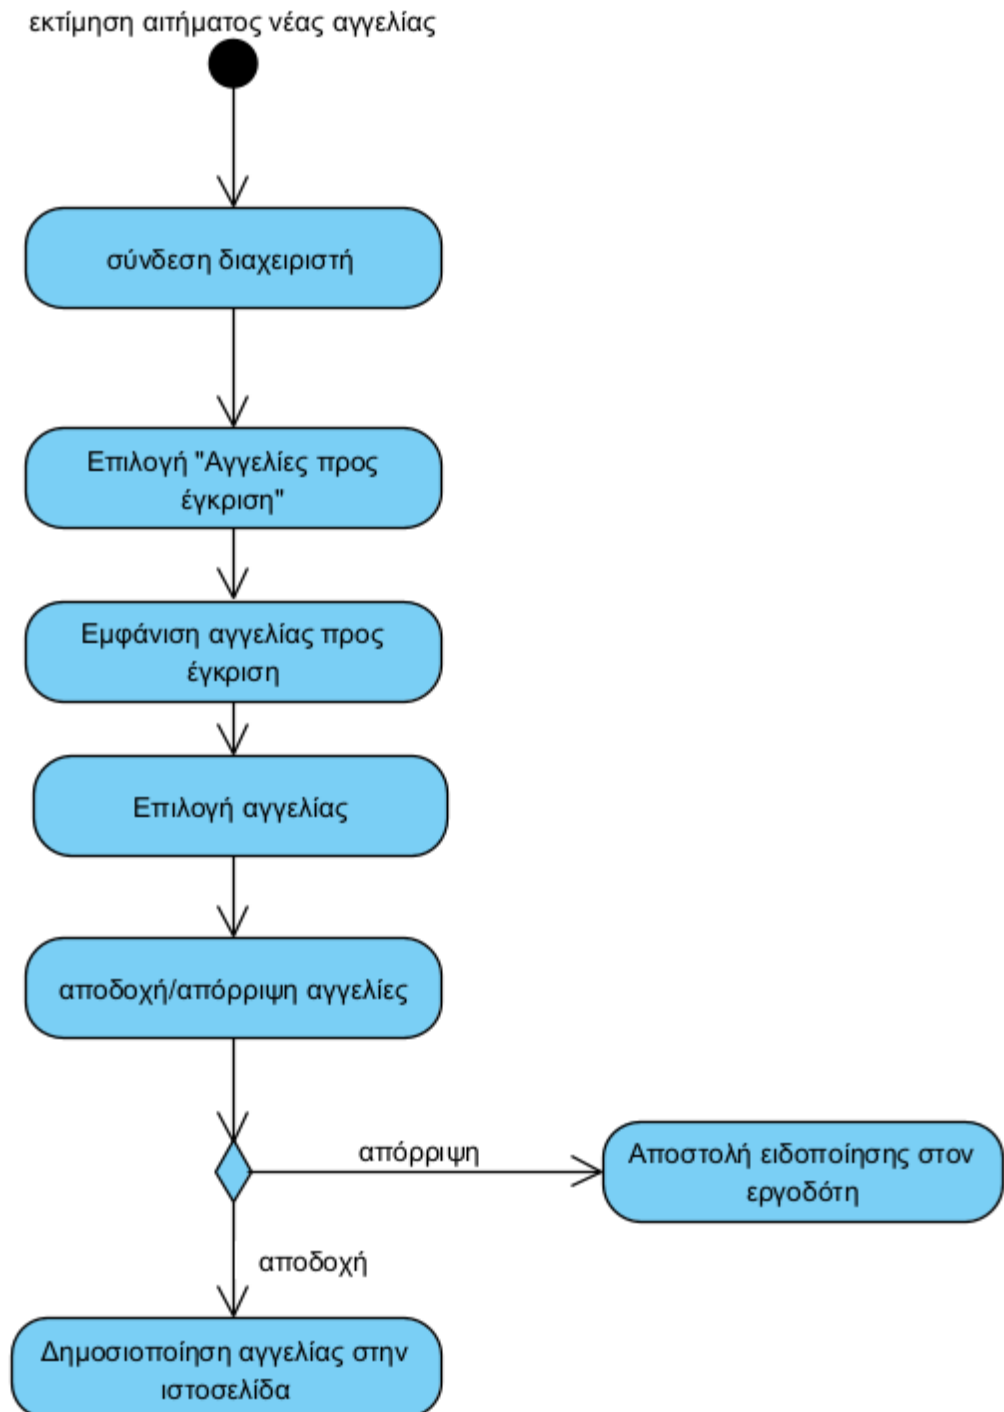 εκτίμηση αιτήματος νέας αγγελίας
σύνδεση διαχειριστή
Επιλογή "Αγγελίες προς
έγκριση"
Εμφάνιση αγγελίας προς
έγκριση
Επιλογή αγγελίας
αποδοχή/απόρριψη αγγελίες
απόρριψη
Αποστολή ειδοποίησης στον
εργοδότη
αποδοχή
Δημοσιοποίηση αγγελίας στην
ιστοσελίδα